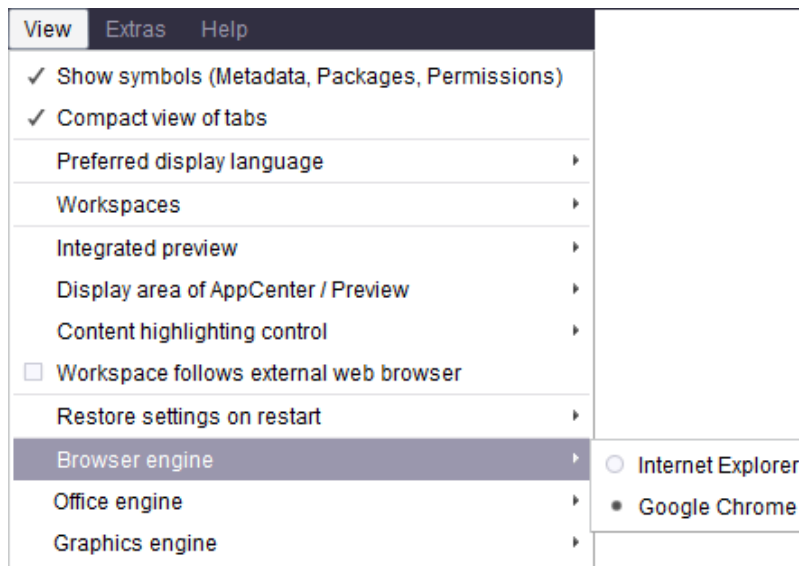 View Extras Help
Show symbols (Metadata, Packages, Permissions)
Compact view of tabs
Preferred display language
Workspaces
Integrated preview
Display area of AppCenter / Preview
Content highlighting control
Workspace follows external web browser
Restore settings on restart
Browser engine
Internet Explorer
Google Chrome
Office engine
Graphics engine